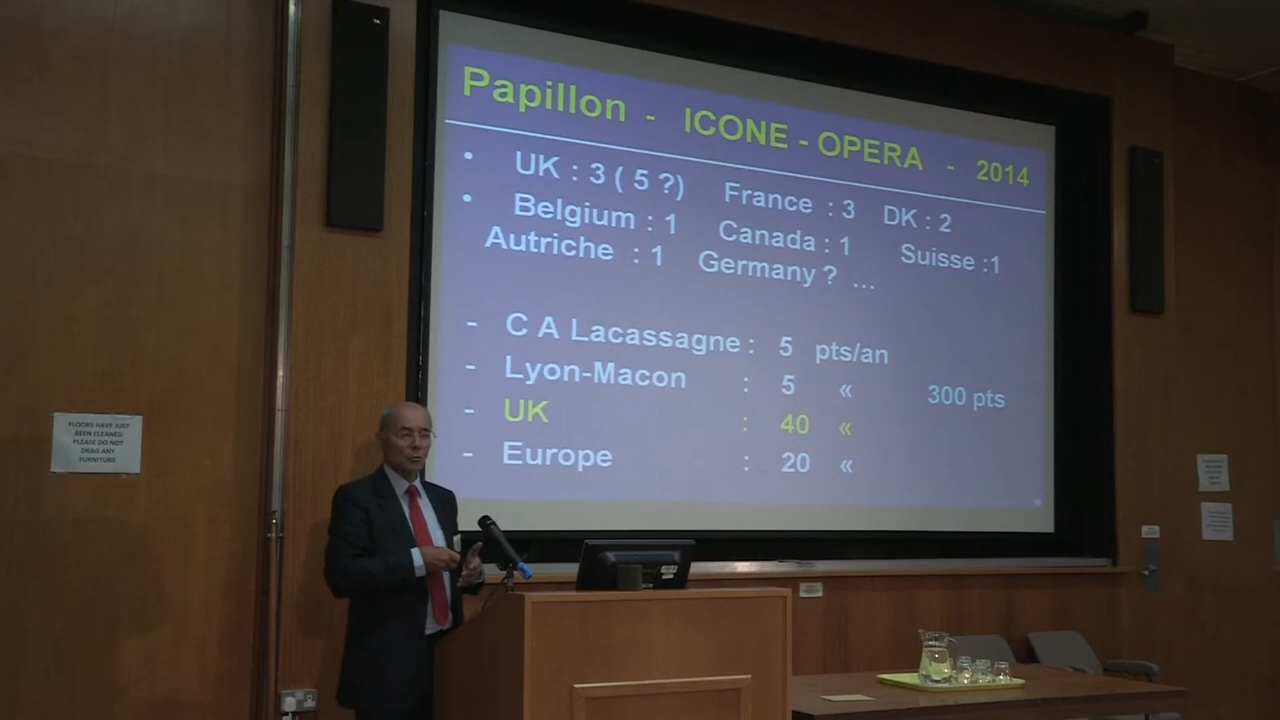 Papillon - ICONE - OPERA - 2014
• UK : 3 ( 5 ?) France : 3 DK : 2
• Belgium : 1 Canada : 1 Suisse :1
Autriche : 1 Germany ? ...
- C A Lacassagne : 5 pts/an
- Lyon-Macon : 5 « 300 pts
- UK : 40 «
- Europe : 20 «
FLOORS HAVE JUST
BEEN CLEANED
PLEASE DO NOT
DRAG ANY
FURNITURE